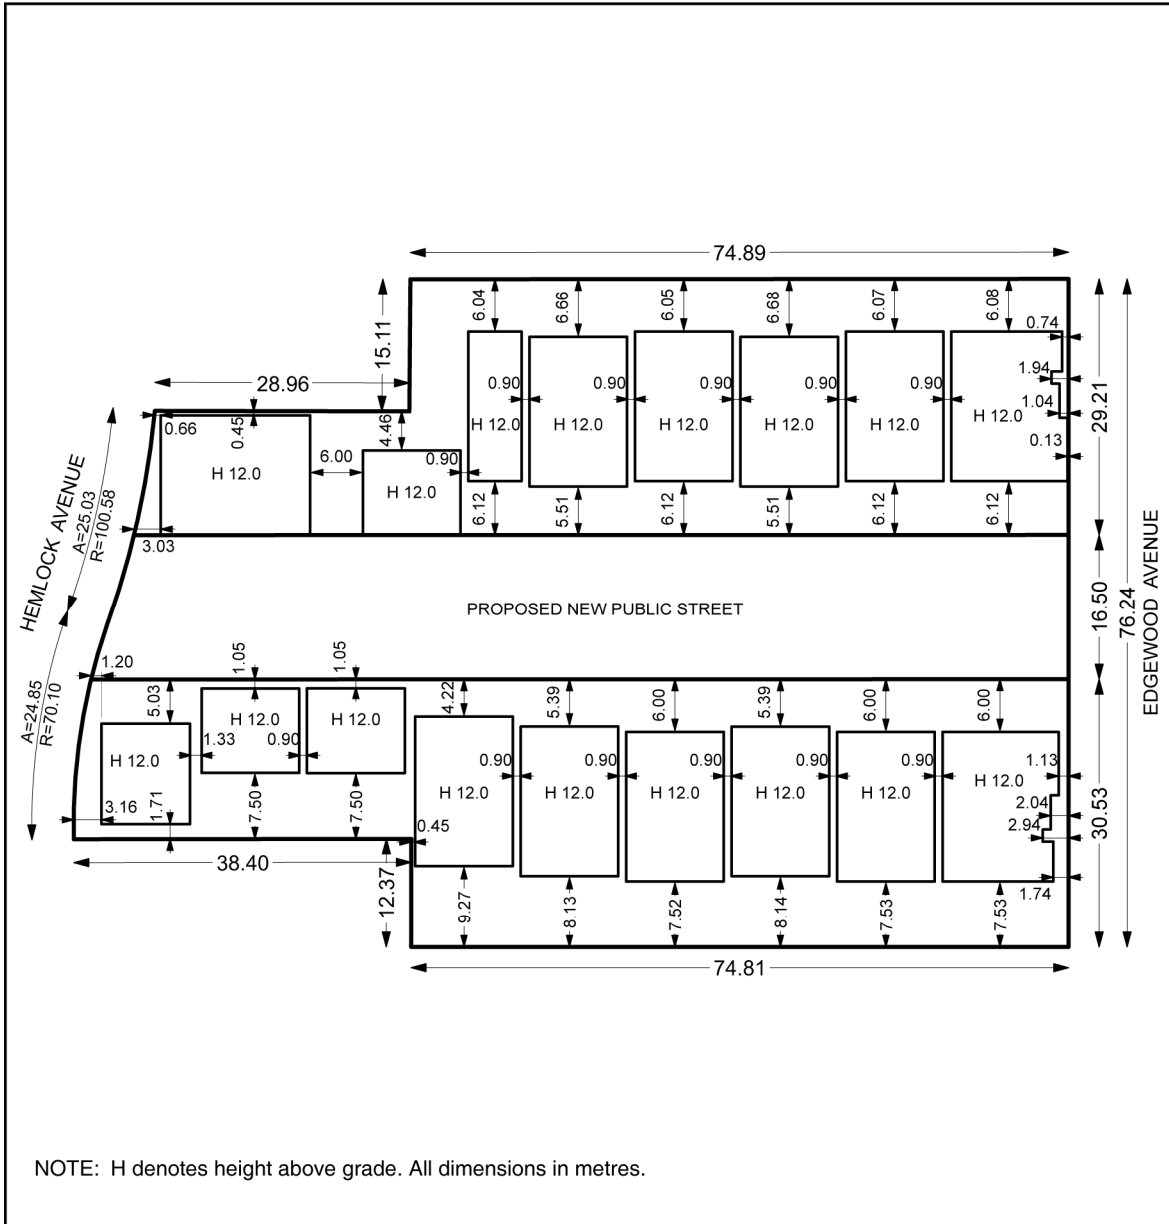 74.89
6.04
6.66
6.05
6.68
6.07
6.08
0.74
15.11
28.96
0.90
0.90
0.90
0.90
0.90
1.94
1.04
29.21
0.66
0.45
4.46
H 12.0
H 12.0
H 12.0
H 12.0
H 12.0
H 12.0
0.13
6.00
0.90
H 12.0
H 12.0
HEMLOCK AVENUE
A=25.03
R=100.58
6.12
5.51
6.12
5.51
6.12
6.12
3.03
PROPOSED NEW PUBLIC STREET
16.50
76.24
EDGEWOOD AVENUE
1.20
1.05
1.05
A=24.85
R=70.10
5.03
4.22
5.39
6.00
5.39
6.00
6.00
H 12.0
H 12.0
H 12.0
1.33
0.90
0.90
0.90
0.90
0.90
0.90
H 12.0
1.13
H 12.0
H 12.0
H 12.0
H 12.0
H 12.0
2.04
2.94
30.53
3.16
1.71
7.50
7.50
0.45
38.40
12.37
9.27
8.13
7.52
8.14
7.53
7.53
1.74
74.81
NOTE: H denotes height above grade. All dimensions in metres.